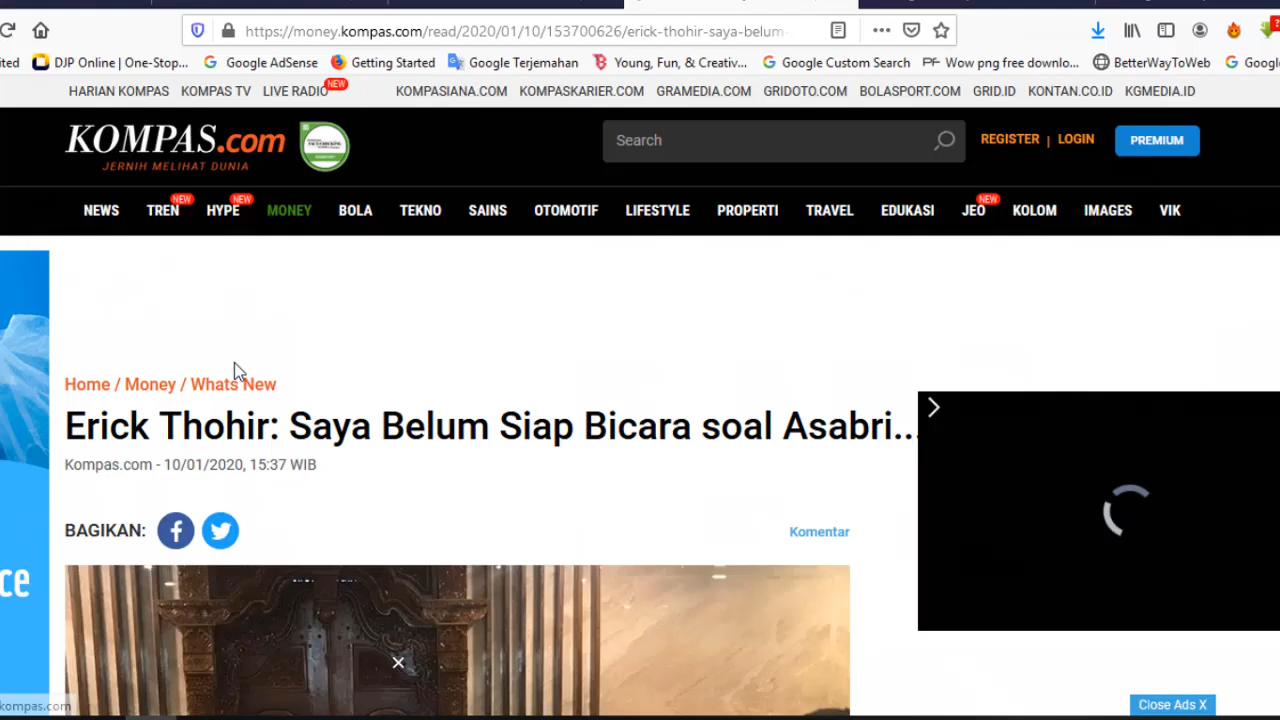 https://money.kompas.com/read/2020/01/10/153700626/erick-thohir-saya-belum-
ited DJP Online | One-Stop... Google AdSense Getting Started Google Terjemahan Young, Fun, & Creativ... Google Custom Search Wow png free downlo... BetterWayToWeb Googl
HARIAN KOMPAS KOMPAS TV LIVE RADIO NEW KOMPASIANA.COM KOMPASKARIER.COM GRAMEDIA.COM GRIDOTO.COM BOLASPORT.COM GRID.ID KONTAN.CO.ID KGMEDIA.ID
KOMPAS.com Search REGISTER | LOGIN PREMIUM
JERNIH MELIHAT DUNIA
NEWS TREN NEW HYPE NEW MONEY BOLA TEKNO SAINS OTOMOTIF LIFESTYLE PROPERTI TRAVEL EDUKASI JEO NEW KOLOM IMAGES VIK
Home / Money / Whats New
Erick Thohir: Saya Belum Siap Bicara soal Asabri...
Kompas.com - 10/01/2020, 15:37 WIB
BAGIKAN: Komentar
ce
kompas.com
Close Ads X